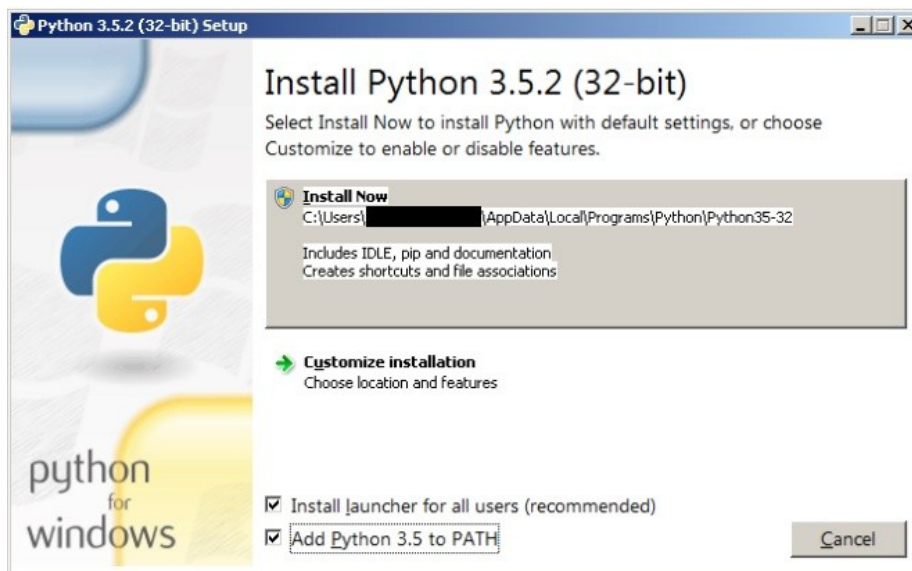 Python 3.5.2 (32-bit) Setup
Install Python 3.5.2 (32-bit)
Select Install Now to install Python with default settings, or choose
Customize to enable or disable features.
Install Now
C:\Users\ \AppData\Local\Programs\Python\Python35-32
Includes IDLE, pip and documentation
Creates shortcuts and file associations
Customize installation
Choose location and features
python
for
windows
Install launcher for all users (recommended)
Add Python 3.5 to PATH
Cancel